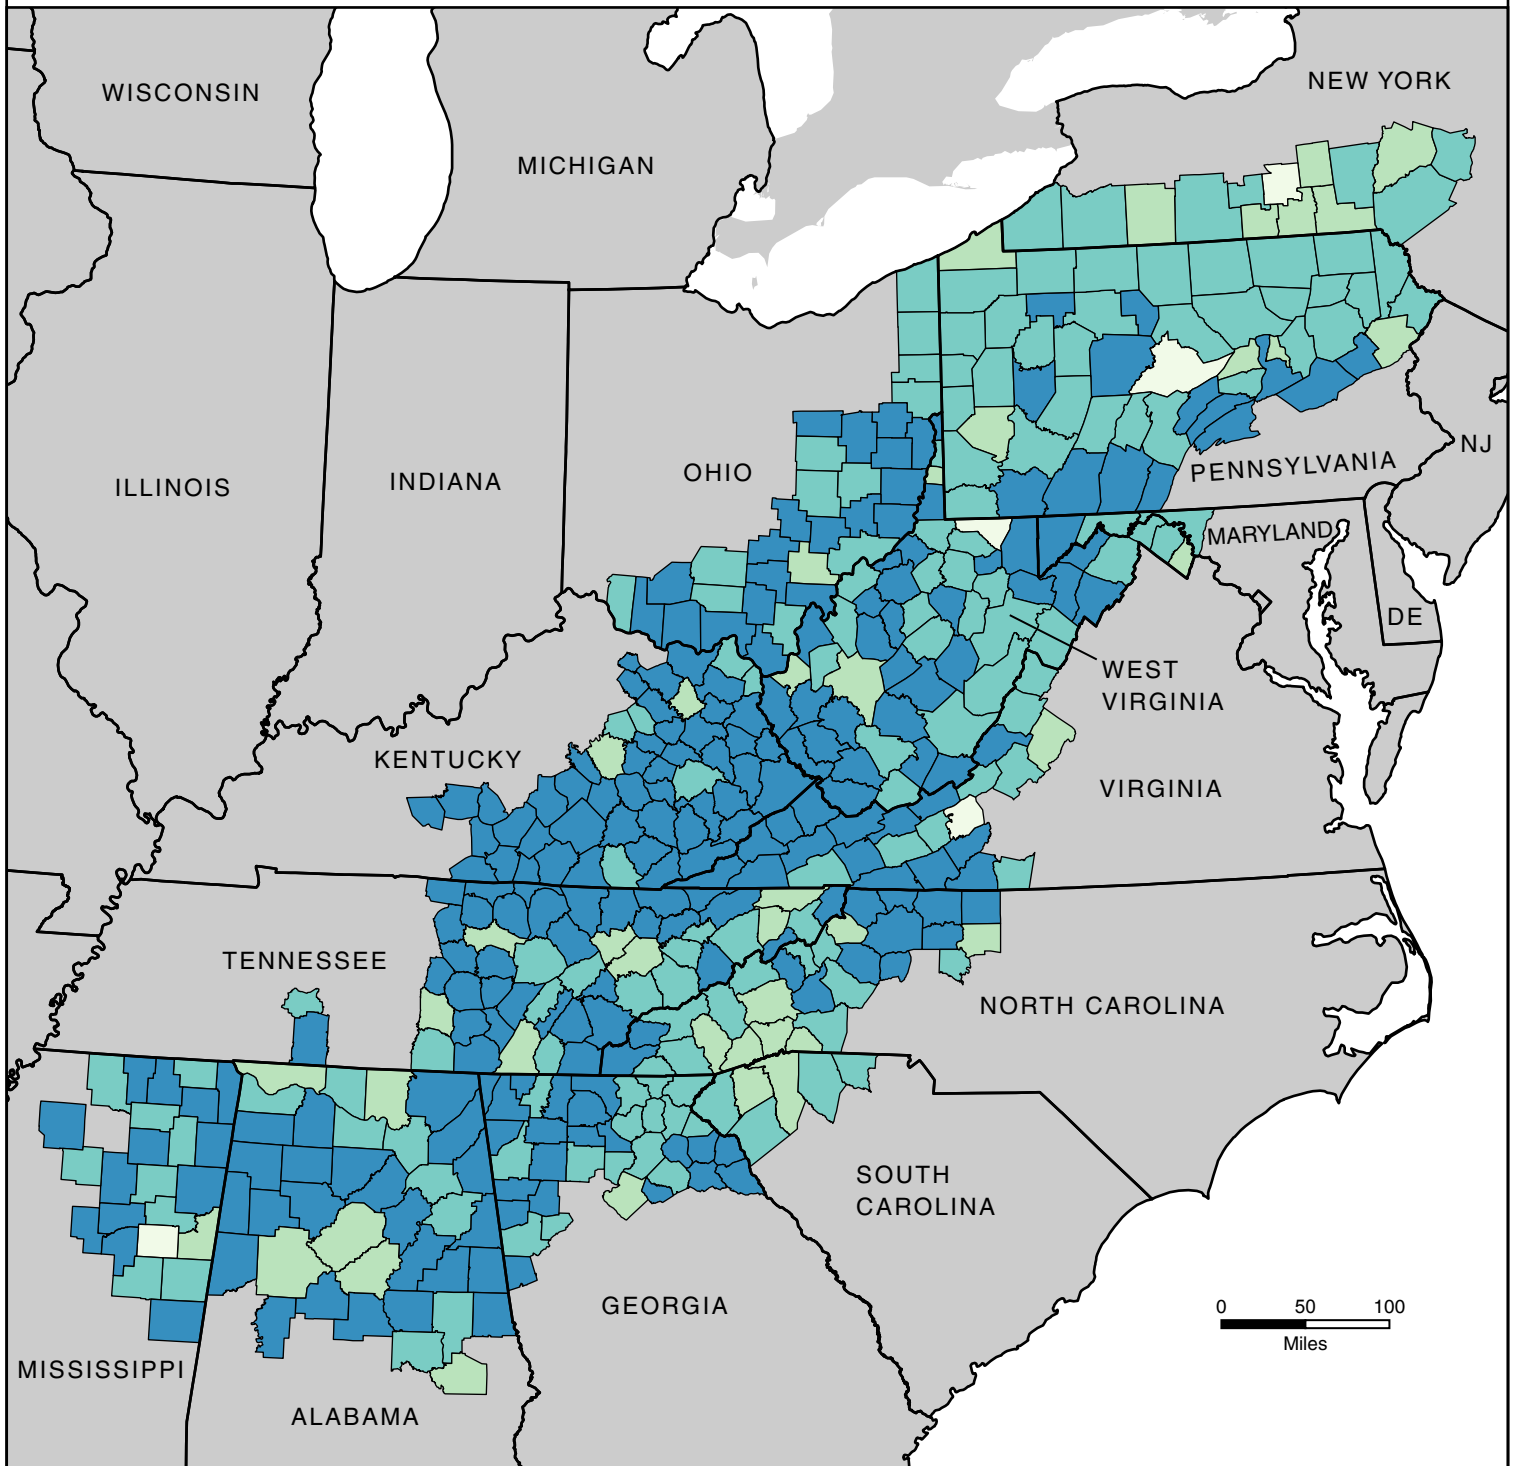 WISCONSIN
MICHIGAN
NEW YORK
ILLINOIS
INDIANA
OHIO
PENNSYLVANIA
NJ
MARYLAND
DE
WEST
VIRGINIA
KENTUCKY
VIRGINIA
TENNESSEE
NORTH CAROLINA
SOUTH
CAROLINA
GEORGIA
MISSISSIPPI
ALABAMA
0 50 100
Miles